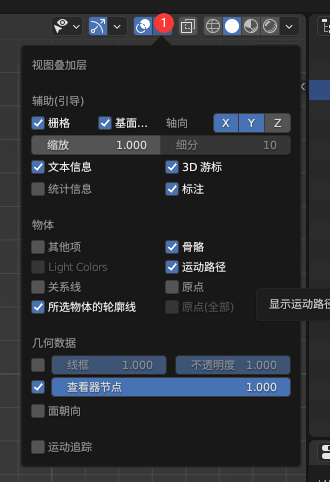 1
视图叠加层
辅助(引导)
栅格 基面... 轴向 X Y Z
缩放 1.000 细分 10
文本信息 3D 游标
统计信息 标注
物体
其他项 骨骼
Light Colors 运动路径
关系线 原点
所选物体的轮廓线 原点(全部)
显示运动路径
几何数据
线框 1.000 不透明度 1.000
查看器节点 1.000
面朝向
运动追踪